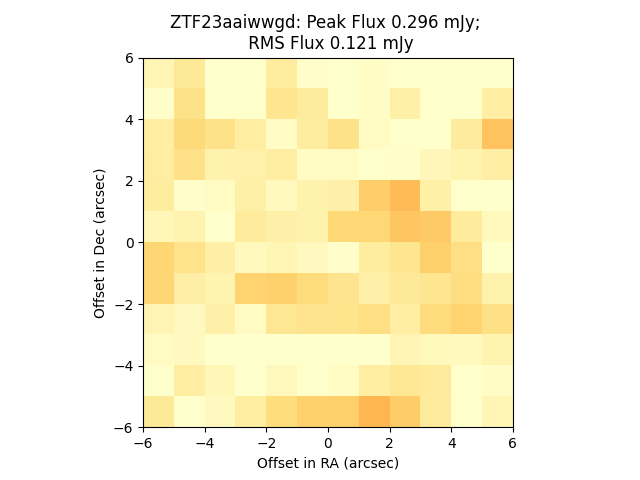 ZTF23aaiwwgd: Peak Flux 0.296 mJy;
RMS Flux 0.121 mJy
6
4
2
0
−2
−4
−6
Offset in Dec (arcsec)
−6 −4 −2 0 2 4 6
Offset in RA (arcsec)